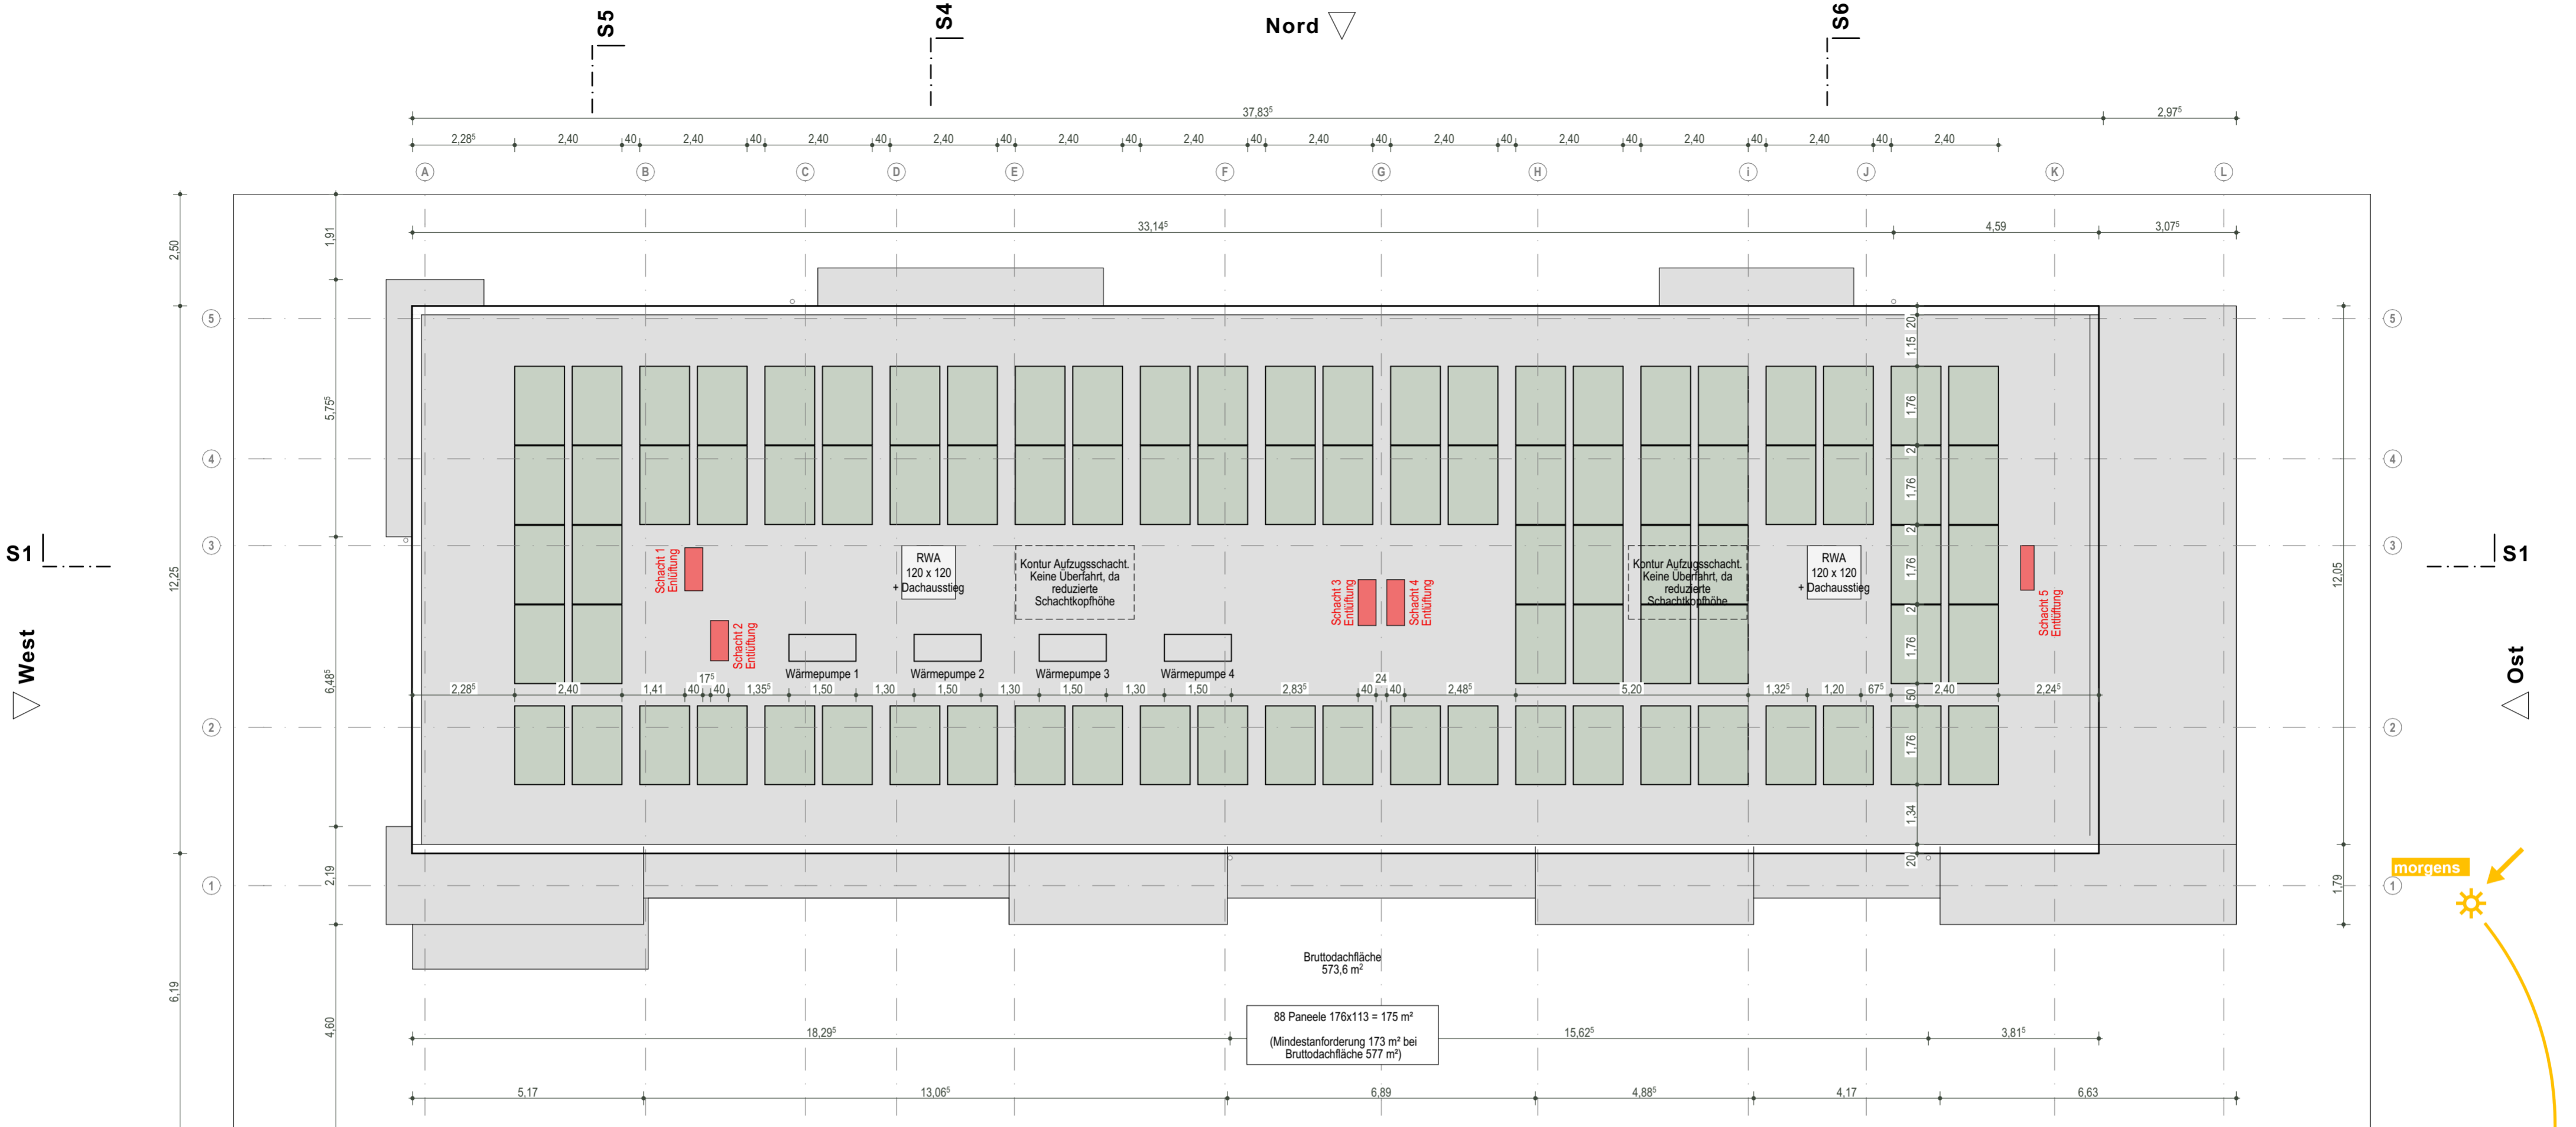 S5
S4
Nord
S6
37,83⁵
2,97⁵
2,28⁵ 2,40 40 2,40 40 2,40 40 2,40 40 2,40 40 2,40 40 2,40 40 2,40 40 2,40 40 2,40 40 2,40 40 2,40
A B C D E F G H i J K L
33,14⁵ 4,59 3,07⁵
2,50
1,91
5
5
20
1,15
5,75⁵
1,76
4
4
2
1,76
2
3
3
S1
S1
12,25
12,05
Schacht 1
Enlüftung
RWA
120 x 120
+ Dachausstieg
Kontur Aufzugsschacht.
Keine Überfahrt, da
reduzierte
Schachtkopfhöhe
Schacht 3
Entlüftung
Schacht 4
Entlüftung
Kontur Aufzugsschacht.
Keine Überfahrt, da
reduzierte
Schachtkopfhöhe
RWA
120 x 120
+ Dachausstieg
1,76
2
1,76
Schacht 5
Entlüftung
Schacht 2
Entlüftung
West
Ost
Wärmepumpe 1
Wärmepumpe 2
Wärmepumpe 3
Wärmepumpe 4
6,48⁵
2,28⁵ 2,40 1,41 40 17⁵ 40 1,35⁵ 1,50 1,30 1,50 1,30 1,50 1,30 1,50 2,83⁵ 40 24 40 2,48⁵ 5,20 1,32⁵ 1,20 67⁵ 2,40 2,24⁵
50
2
2
1,76
1,34
20
2,19
1
1
1,79
morgens
6,19
4,60
Bruttodachfläche
573,6 m²
88 Paneele 176x113 = 175 m²
(Mindestanforderung 173 m² bei
Bruttodachfläche 577 m²)
18,29⁵ 15,62⁵ 3,81⁵
5,17 13,06⁵ 6,89 4,88⁵ 4,17 6,63